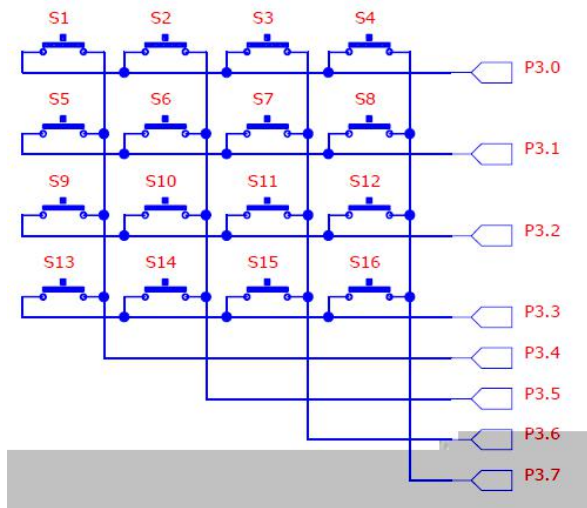 S1 S2 S3 S4
P3.0
S5 S6 S7 S8
P3.1
S9 S10 S11 S12
P3.2
S13 S14 S15 S16
P3.3
P3.4
P3.5
P3.6
P3.7